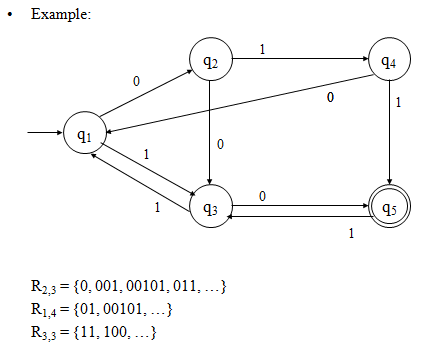 • Example:
q2
1
q4
0
0
1
q1
1
0
1
q3
0
q5
1
R2,3 = {0, 001, 00101, 011, …}
R1,4 = {01, 00101, …}
R3,3 = {11, 100, …}